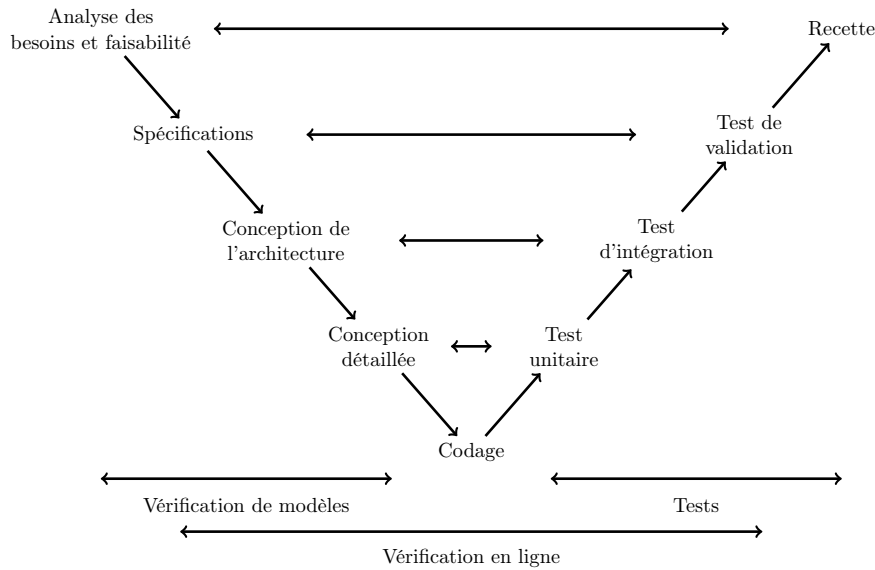 Analyse des
besoins et faisabilité
Recette
Spécifications
Test de
validation
Conception de
l'architecture
Test
d'intégration
Conception
détaillée
Test
unitaire
Codage
Vérification de modèles
Tests
Vérification en ligne